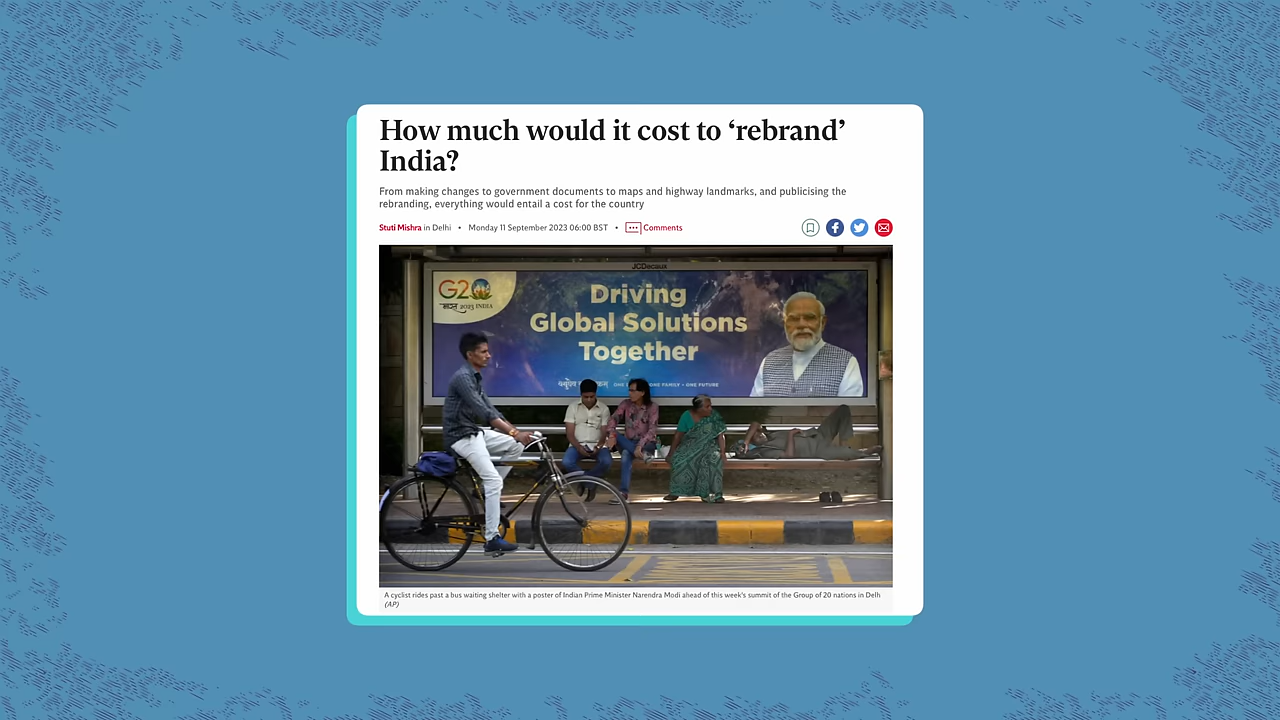 How much would it cost to ‘rebrand’
India?
From making changes to government documents to maps and highway landmarks, and publicising the
rebranding, everything would entail a cost for the country
Stuti Mishra in Delhi • Monday 11 September 2023 06:00 BST • Comments
JCDecaux
G20
भारत 2023 INDIA
Driving
Global Solutions
Together
ONE FAMILY • ONE FUTURE
A cyclist rides past a bus waiting shelter with a poster of Indian Prime Minister Narendra Modi ahead of this week's summit of the Group of 20 nations in Delh
(AP)